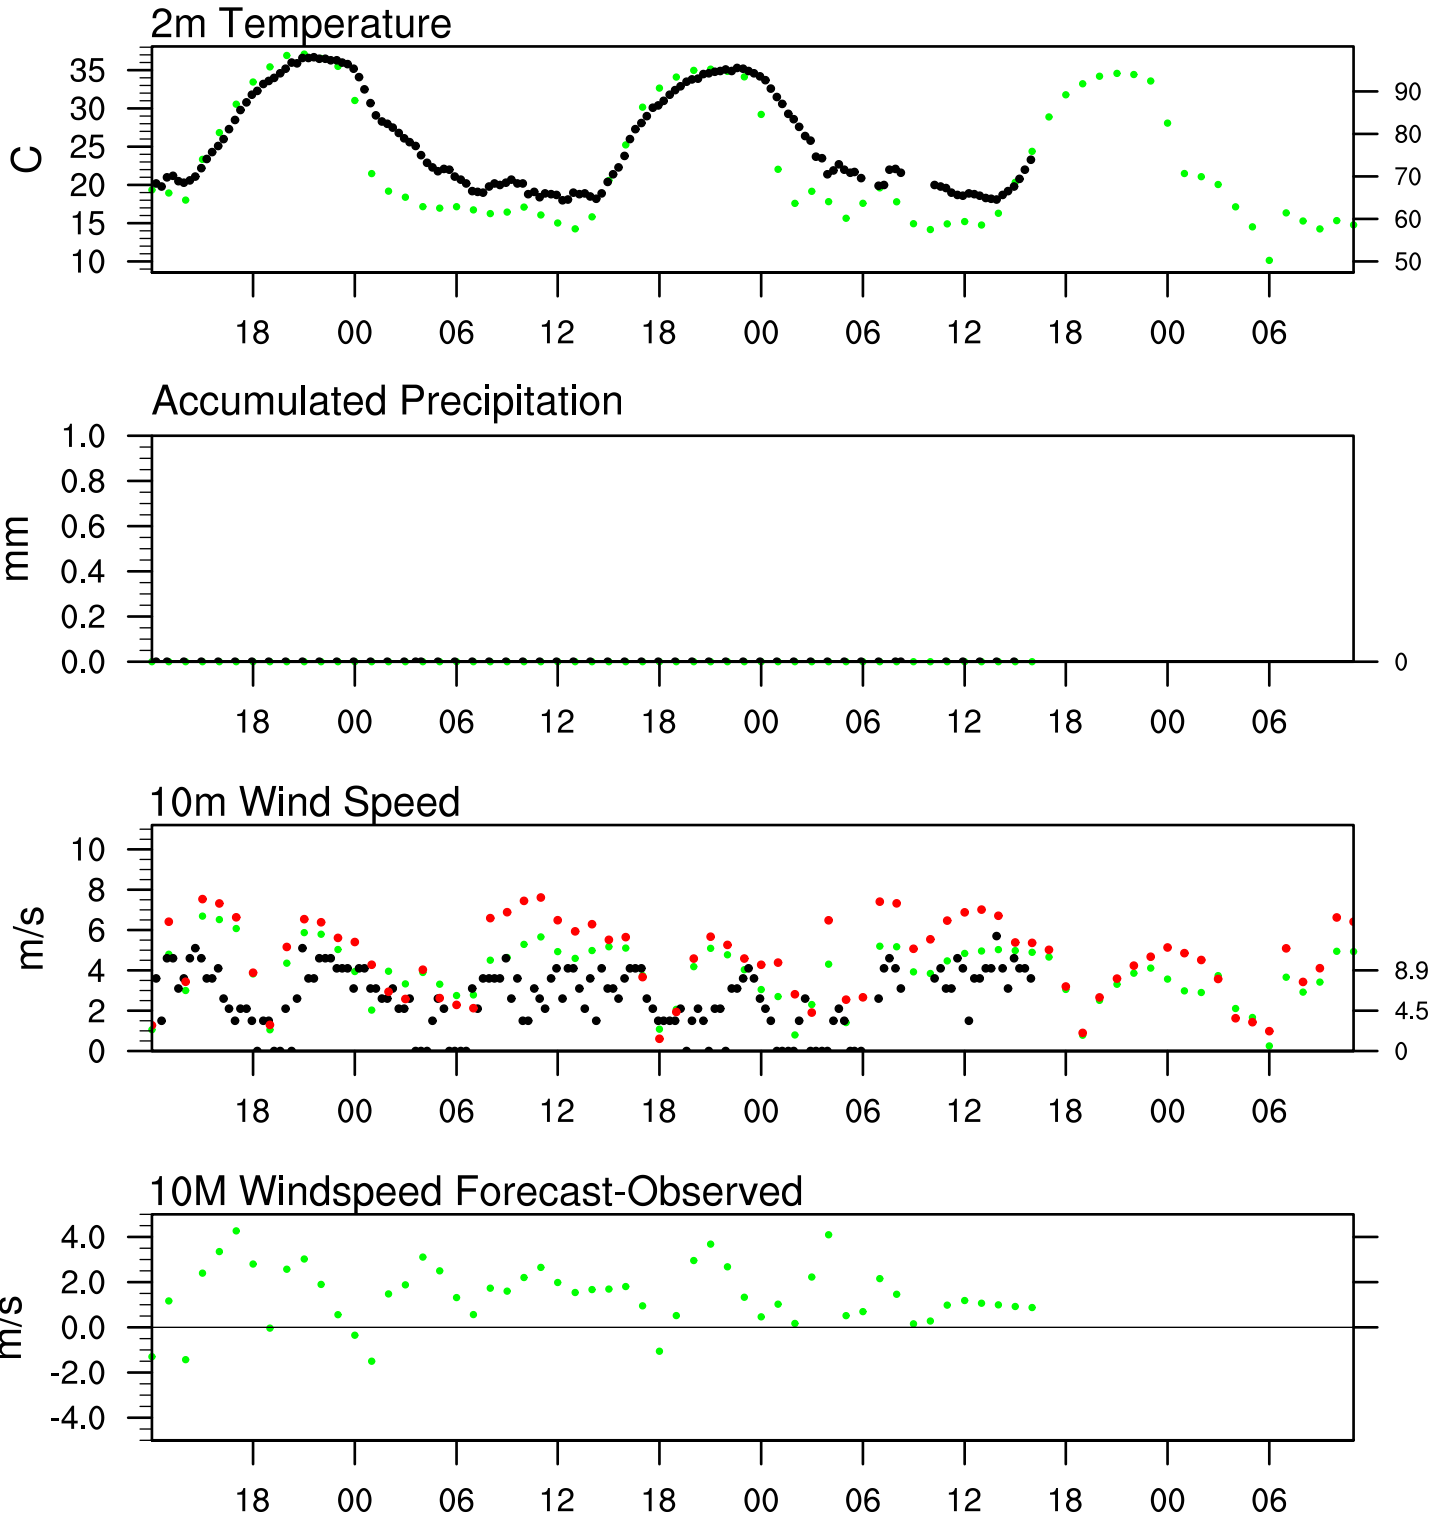 2m Temperature
C
35
30
25
20
15
10
90
80
70
60
50
18 00 06 12 18 00 06 12 18 00 06
Accumulated Precipitation
mm
1.0
0.8
0.6
0.4
0.2
0.0
0
18 00 06 12 18 00 06 12 18 00 06
10m Wind Speed
m/s
10
8
6
4
2
0
8.9
4.5
0
18 00 06 12 18 00 06 12 18 00 06
10M Windspeed Forecast-Observed
m/s
4.0
2.0
0.0
-2.0
-4.0
18 00 06 12 18 00 06 12 18 00 06